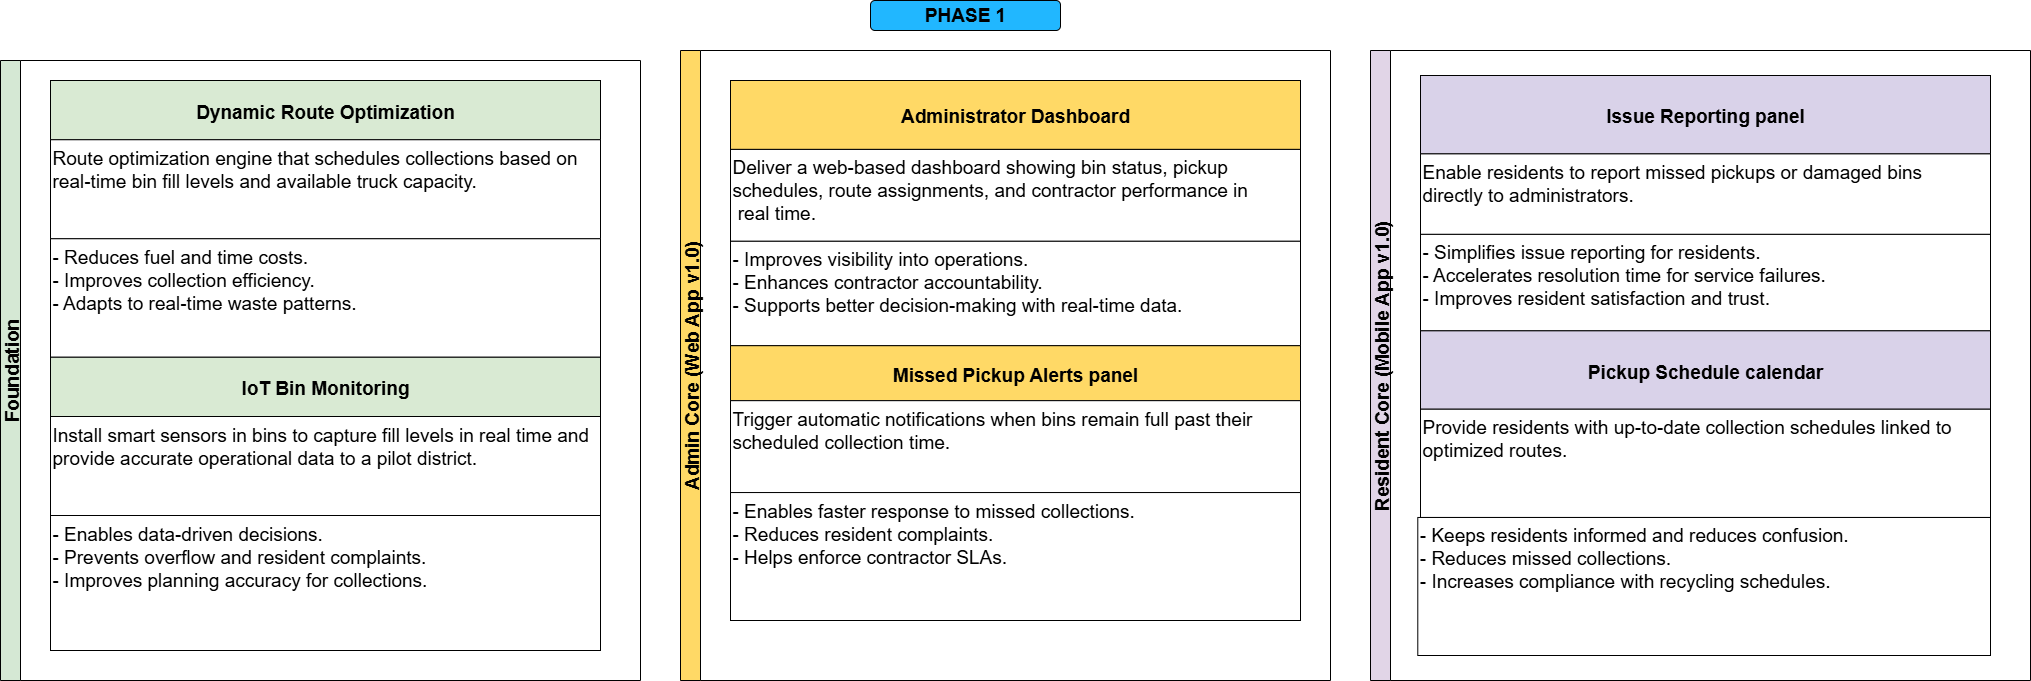 PHASE 1
Foundation
Dynamic Route Optimization
Route optimization engine that schedules collections based on
real-time bin fill levels and available truck capacity.
- Reduces fuel and time costs.
- Improves collection efficiency.
- Adapts to real-time waste patterns.
IoT Bin Monitoring
Install smart sensors in bins to capture fill levels in real time and
provide accurate operational data to a pilot district.
- Enables data-driven decisions.
- Prevents overflow and resident complaints.
- Improves planning accuracy for collections.
Admin Core (Web App v1.0)
Administrator Dashboard
Deliver a web-based dashboard showing bin status, pickup
schedules, route assignments, and contractor performance in
real time.
- Improves visibility into operations.
- Enhances contractor accountability.
- Supports better decision-making with real-time data.
Missed Pickup Alerts panel
Trigger automatic notifications when bins remain full past their
scheduled collection time.
- Enables faster response to missed collections.
- Reduces resident complaints.
- Helps enforce contractor SLAs.
Resident Core (Mobile App v1.0)
Issue Reporting panel
Enable residents to report missed pickups or damaged bins
directly to administrators.
- Simplifies issue reporting for residents.
- Accelerates resolution time for service failures.
- Improves resident satisfaction and trust.
Pickup Schedule calendar
Provide residents with up-to-date collection schedules linked to
optimized routes.
- Keeps residents informed and reduces confusion.
- Reduces missed collections.
- Increases compliance with recycling schedules.